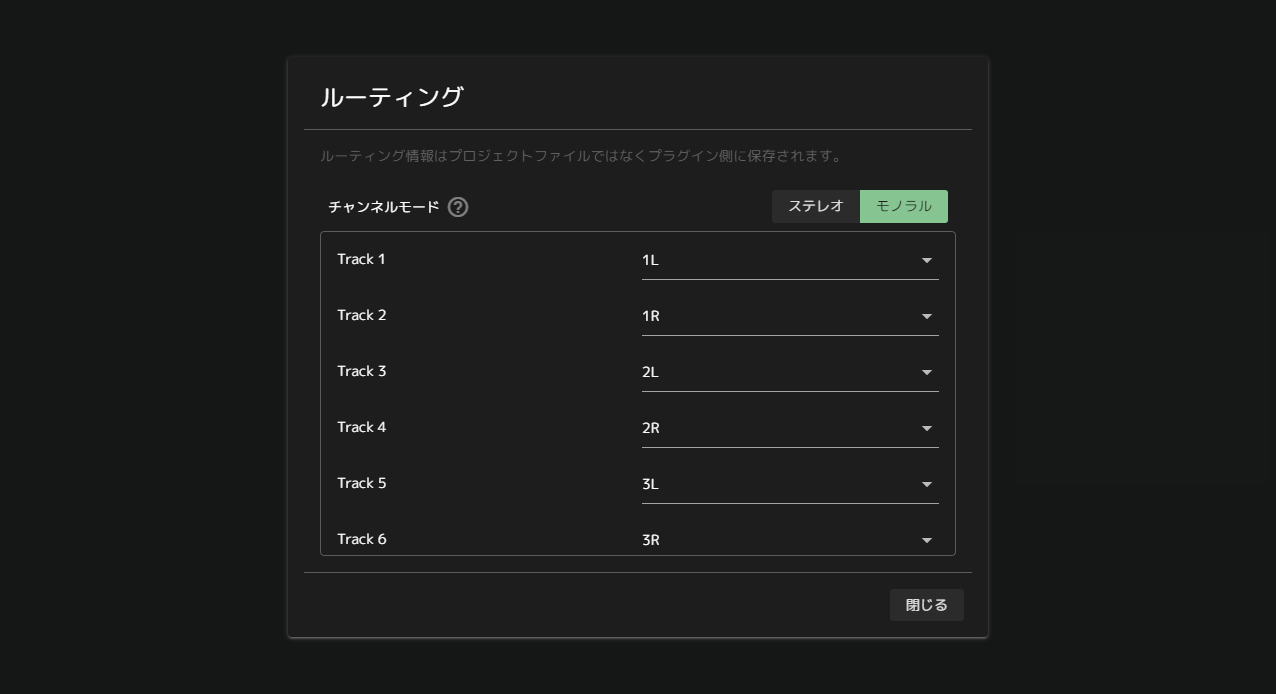 ルーティング
ルーティング情報はプロジェクトファイルではなくプラグイン側に保存されます。
チャンネルモード ? ステレオ モノラル
Track 1 1L
Track 2 1R
Track 3 2L
Track 4 2R
Track 5 3L
Track 6 3R
閉じる